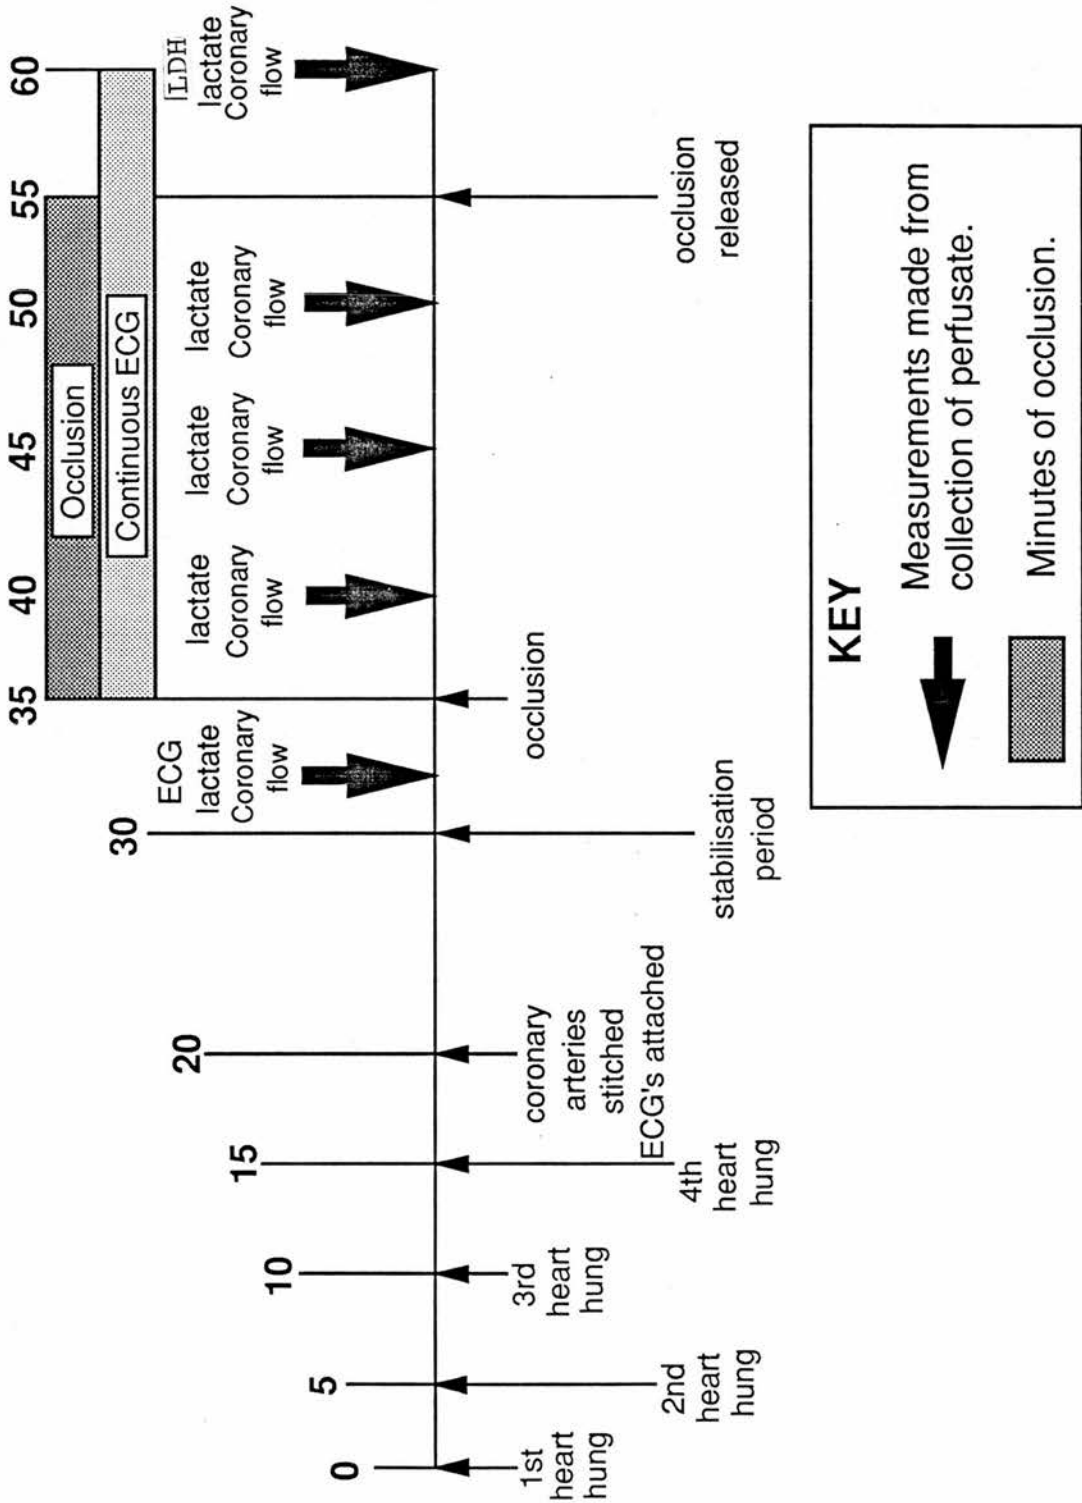 0
5
10
15
20
30
35
40
45
50
55
60
Occlusion
Continuous ECG
ECG
lactate
Coronary
flow
lactate
Coronary
flow
lactate
Coronary
flow
lactate
Coronary
flow
LDH
lactate
Coronary
flow
1st
heart
hung
2nd
heart
hung
3rd
heart
hung
4th
heart
hung
coronary
arteries
stitched
ECG's attached
stabilisation
period
occlusion
occlusion
released
KEY
Measurements made from
collection of perfusate.
Minutes of occlusion.